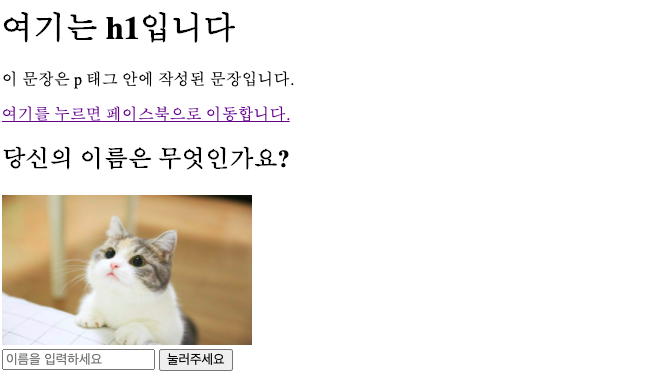 여기는 h1입니다
이 문장은 p 태그 안에 작성된 문장입니다.
여기를 누르면 페이스북으로 이동합니다.
당신의 이름은 무엇인가요?
이름을 입력하세요 눌러주세요